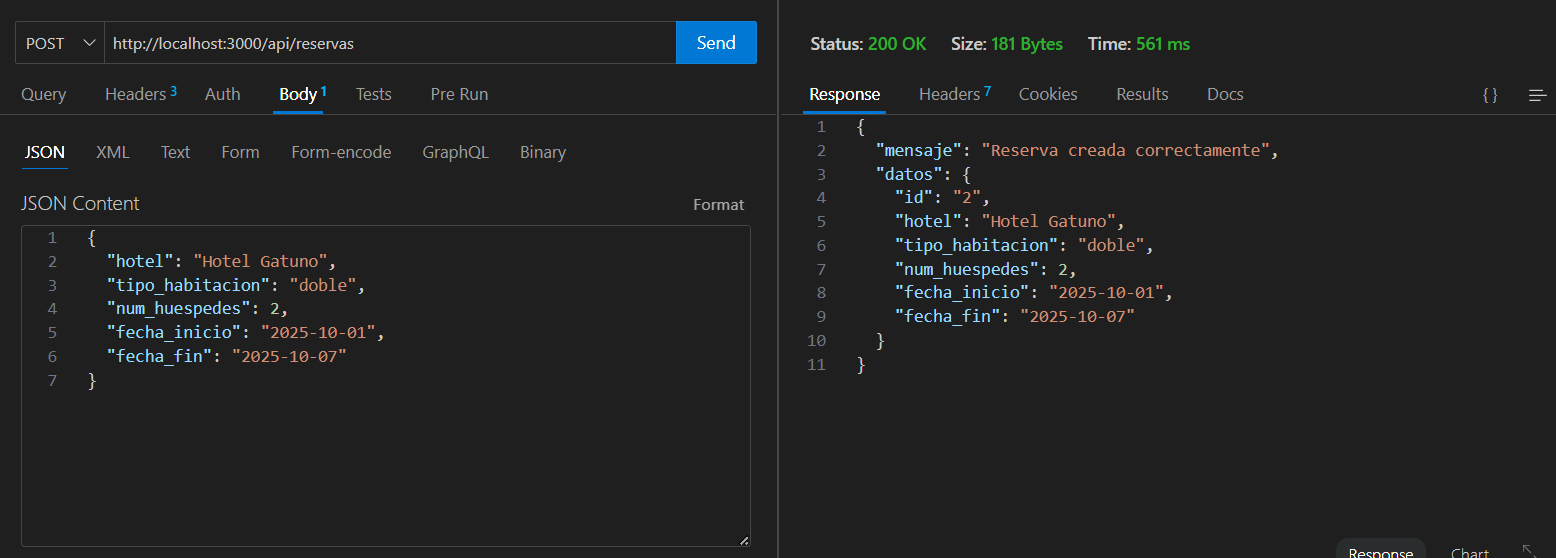 POST http://localhost:3000/api/reservas Send
Query Headers 3 Auth Body 1 Tests Pre Run
JSON XML Text Form Form-encode GraphQL Binary
JSON Content Format
1 {
2 "hotel": "Hotel Gatuno",
3 "tipo_habitacion": "doble",
4 "num_huespedes": 2,
5 "fecha_inicio": "2025-10-01",
6 "fecha_fin": "2025-10-07"
7 }
Status: 200 OK Size: 181 Bytes Time: 561 ms
Response Headers 7 Cookies Results Docs { }
1 {
2 "mensaje": "Reserva creada correctamente",
3 "datos": {
4 "id": "2",
5 "hotel": "Hotel Gatuno",
6 "tipo_habitacion": "doble",
7 "num_huespedes": 2,
8 "fecha_inicio": "2025-10-01",
9 "fecha_fin": "2025-10-07"
10 }
11 }
Response Chart